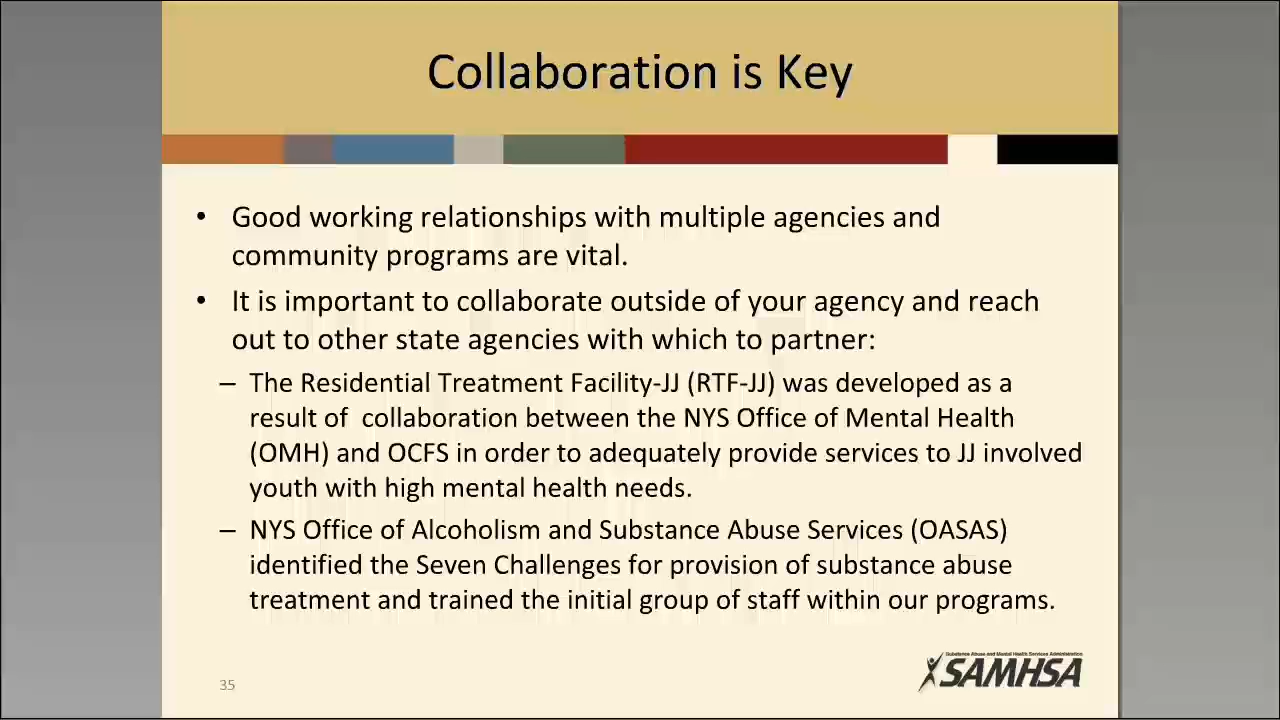 Collaboration is Key
• Good working relationships with multiple agencies and
community programs are vital.
• It is important to collaborate outside of your agency and reach
out to other state agencies with which to partner:
– The Residential Treatment Facility-JJ (RTF-JJ) was developed as a
result of  collaboration between the NYS Office of Mental Health
(OMH) and OCFS in order to adequately provide services to JJ involved
youth with high mental health needs.
– NYS Office of Alcoholism and Substance Abuse Services (OASAS)
identified the Seven Challenges for provision of substance abuse
treatment and trained the initial group of staff within our programs.
Substance Abuse and Mental Health Services Administration
SAMHSA
35